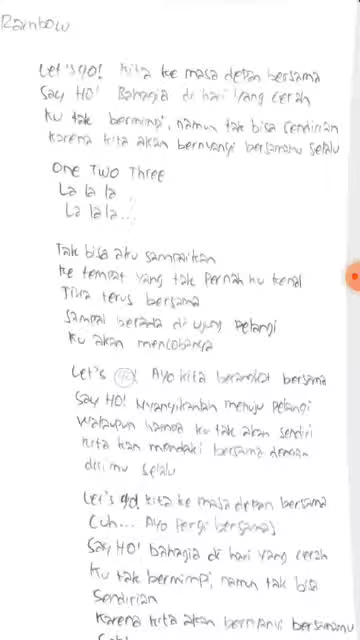 Rainbow
Let's go! Kita ke masa depan bersama
Say HO! Bahagia di hari yang cerah
Ku tak bermimpi, namun tak bisa sendirian
Karena kita akan bernyanyi bersamamu selalu
One Two Three
La la la
La la la...
Tak bisa aku sampaikan
Ke tempat yang tak pernah ku kenal
Jika terus bersama
Sampai berada di ujung pelangi
Ku akan mencobanya
Let's go! Ayo kita berangkat bersama
Say HO! Nyanyikanlah menuju pelangi
Walaupun hampa ku tak akan sendiri
Kita kan mendaki bersama dengan
dirimu selalu
Let's go! kita ke masa depan bersama
Cuh... Ayo pergi bersama)
Say HO! bahagia di hari yang cerah
Ku tak bermimpi, namun tak bisa
Sendirian
Karena kita akan bernyanyi bersamamu